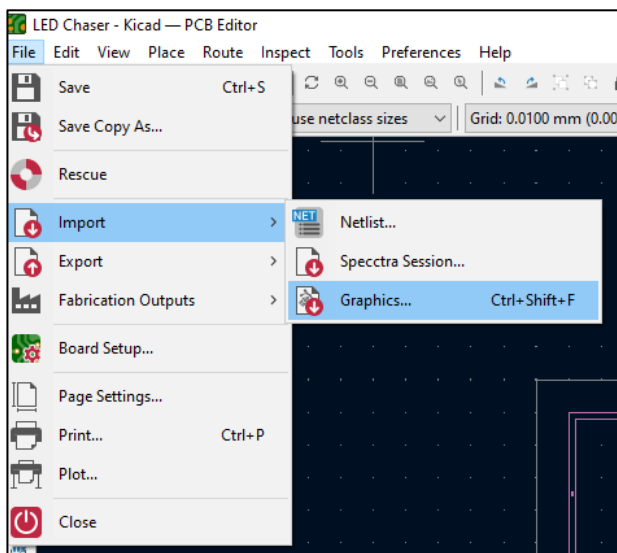 LED Chaser - Kicad — PCB Editor
File Edit View Place Route Inspect Tools Preferences Help
Save Ctrl+S
Save Copy As...
use netclass sizes
Grid: 0.0100 mm (0.00
Rescue
Import
Export
Fabrication Outputs
Board Setup...
Page Settings...
Print... Ctrl+P
Plot...
Close
NET
Netlist...
Specctra Session...
Graphics... Ctrl+Shift+F